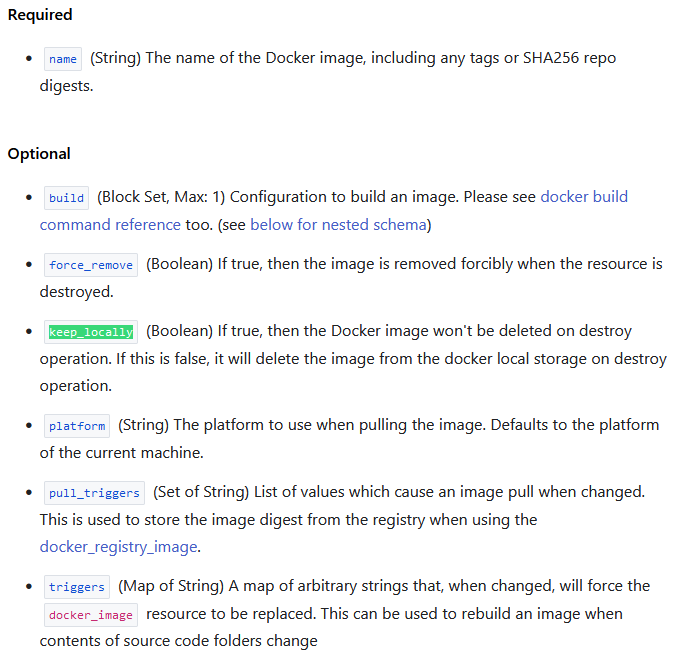 Required
• name (String) The name of the Docker image, including any tags or SHA256 repo
digests.
Optional
• build (Block Set, Max: 1) Configuration to build an image. Please see docker build
command reference too. (see below for nested schema)
• force_remove (Boolean) If true, then the image is removed forcibly when the resource is
destroyed.
• keep_locally (Boolean) If true, then the Docker image won't be deleted on destroy
operation. If this is false, it will delete the image from the docker local storage on destroy
operation.
• platform (String) The platform to use when pulling the image. Defaults to the platform
of the current machine.
• pull_triggers (Set of String) List of values which cause an image pull when changed.
This is used to store the image digest from the registry when using the
docker_registry_image.
• triggers (Map of String) A map of arbitrary strings that, when changed, will force the
docker_image resource to be replaced. This can be used to rebuild an image when
contents of source code folders change